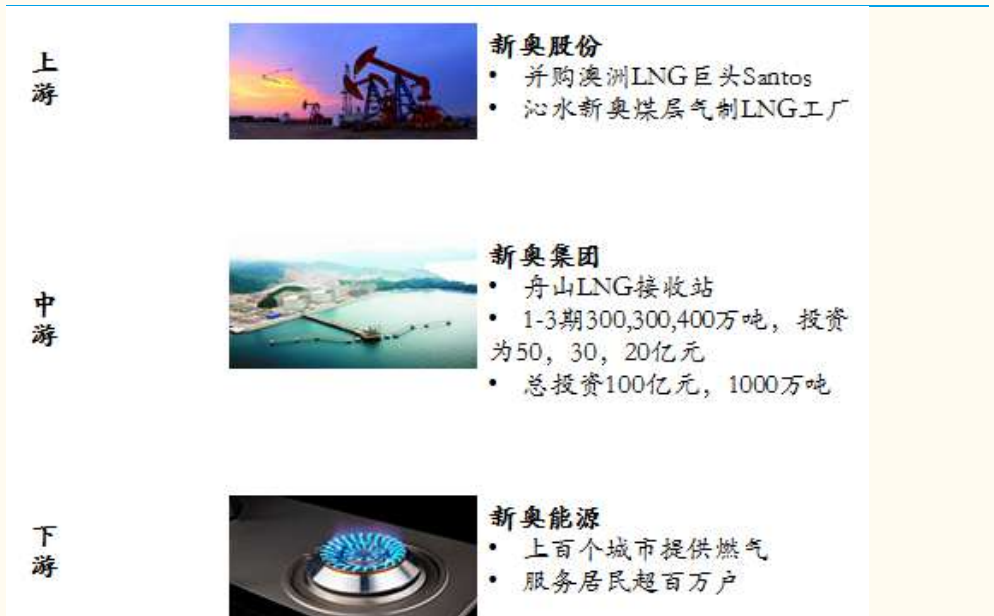 上游
新奥股份
• 并购澳洲LNG巨头Santos
• 沁水新奥煤层气制LNG工厂
中游
新奥集团
• 舟山LNG接收站
• 1-3期300,300,400万吨，投资
为50，30，20亿元
• 总投资100亿元，1000万吨
下游
新奥能源
• 上百个城市提供燃气
• 服务居民超百万户